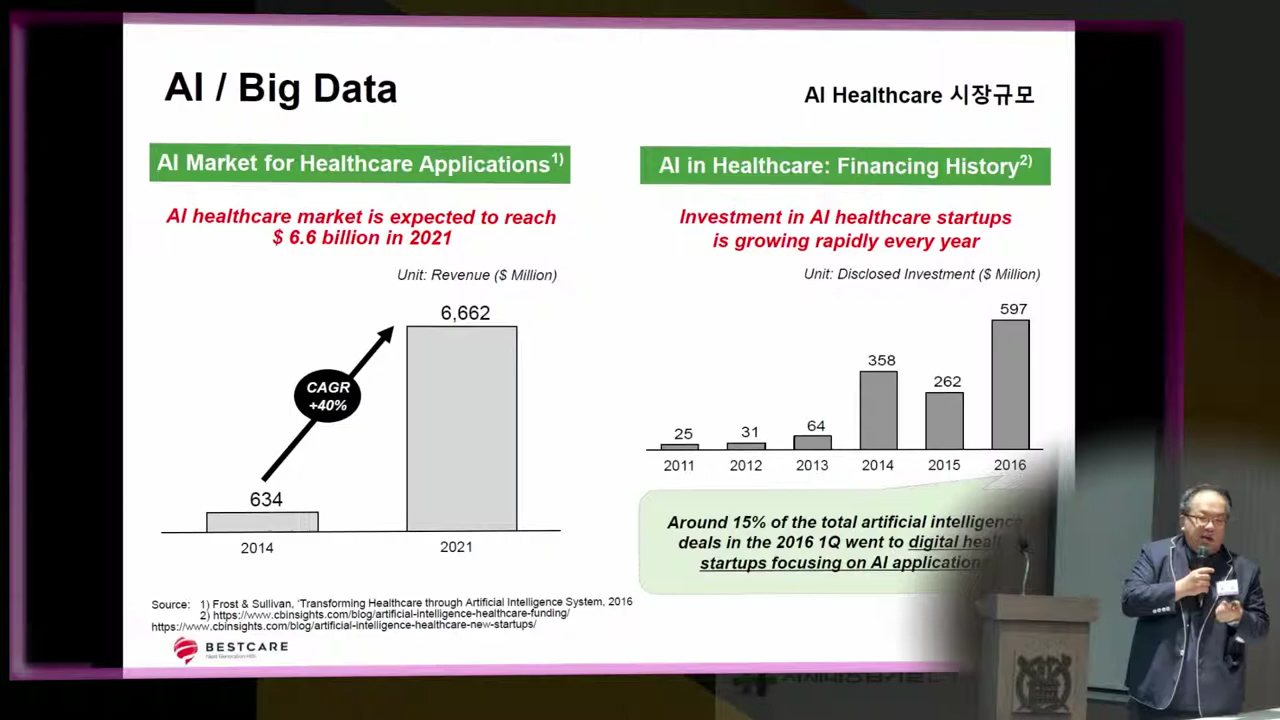 AI / Big Data
AI Healthcare 시장규모
AI Market for Healthcare Applications1)
AI healthcare market is expected to reach
$ 6.6 billion in 2021
Unit: Revenue ($ Million)
6,662
CAGR
+40%
634
2014
2021
AI in Healthcare: Financing History2)
Investment in AI healthcare startups
is growing rapidly every year
Unit: Disclosed Investment ($ Million)
597
358
262
64
31
25
2011
2012
2013
2014
2015
2016
Around 15% of the total artificial intelligence
deals in the 2016 1Q went to digital
startups focusing on AI application
Source: 1) Frost & Sullivan, 'Transforming Healthcare through Artificial Intelligence System, 2016
2) https://www.cbinsights.com/blog/artificial-intelligence-healthcare-funding/
https://www.cbinsights.com/blog/artificial-intelligence-healthcare-new-startups/
BESTCARE
Next Generation HIS